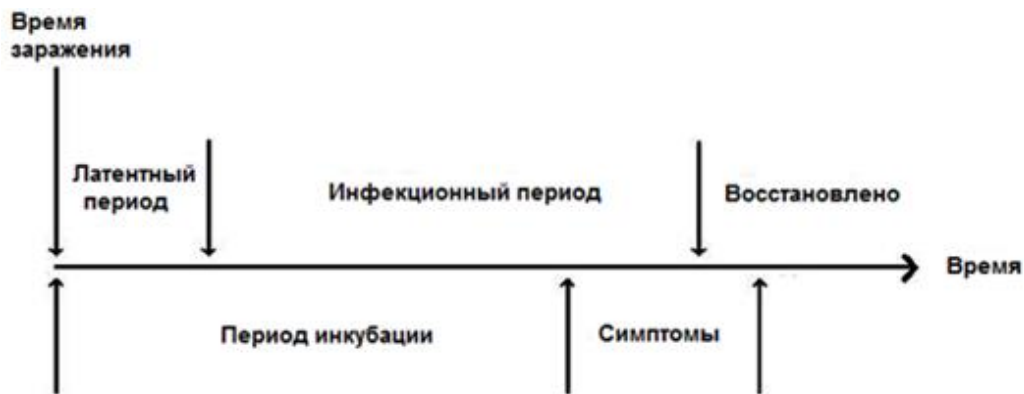 Время
заражения
Латентный
период
Инфекционный период
Восстановлено
Время
Период инкубации
Симптомы